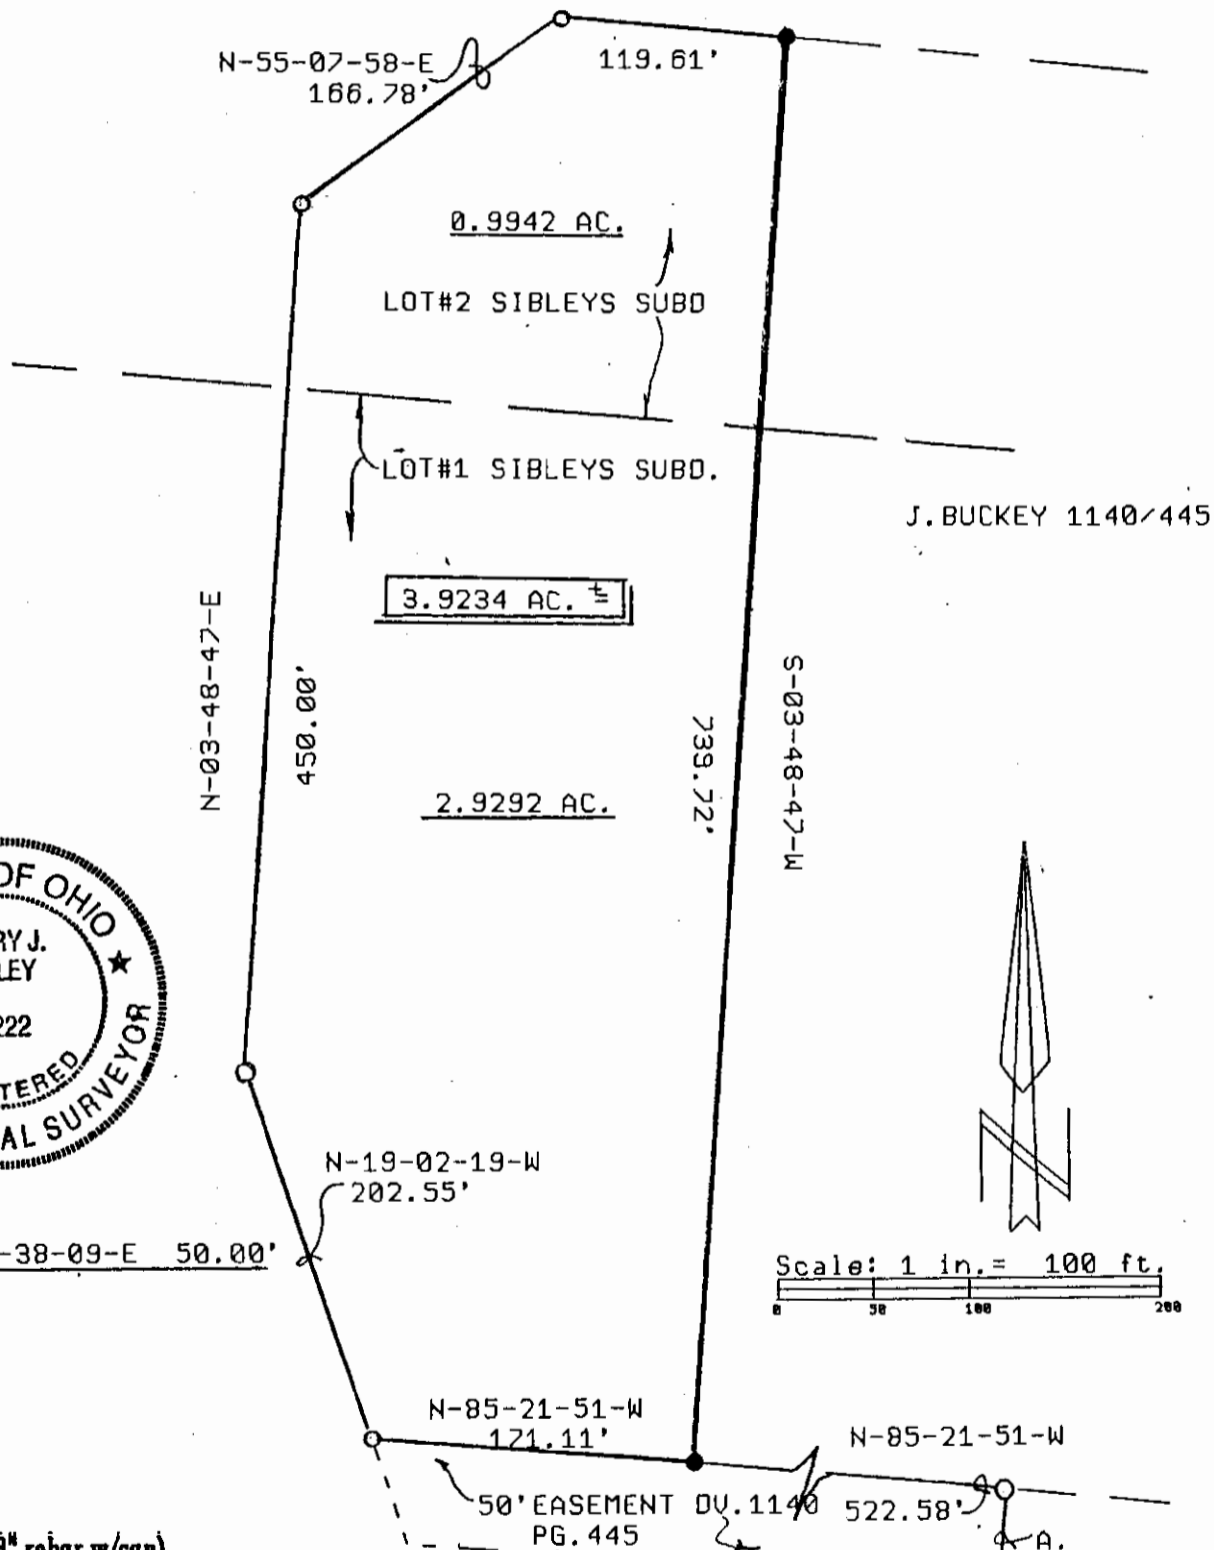 N-55-07-58-E
166.78'
119.61'
0.9942 AC.
LOT#2 SIBLEYS SUBD
LOT#1 SIBLEYS SUBD.
J.BUCKEY 1140/445
3.9234 AC. ±
N-03-48-47-E
450.00'
739.72'
S-03-48-47-W
2.9292 AC.
OF OHIO ★
RY J.
LEY
222
TERED
AL SURVEYOR
N-19-02-19-W
202.55'
-38-09-E 50.00'
N
Scale: 1 in.= 100 ft.
0 50 100 200
N-85-21-51-W
171.11'
N-85-21-51-W
522.58'
50'EASEMENT DV.1140
PG.445
A.
rebar w/cap)